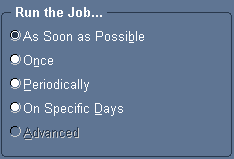 Run the Job...
As Soon as Possible
Once
Periodically
On Specific Days
Advanced